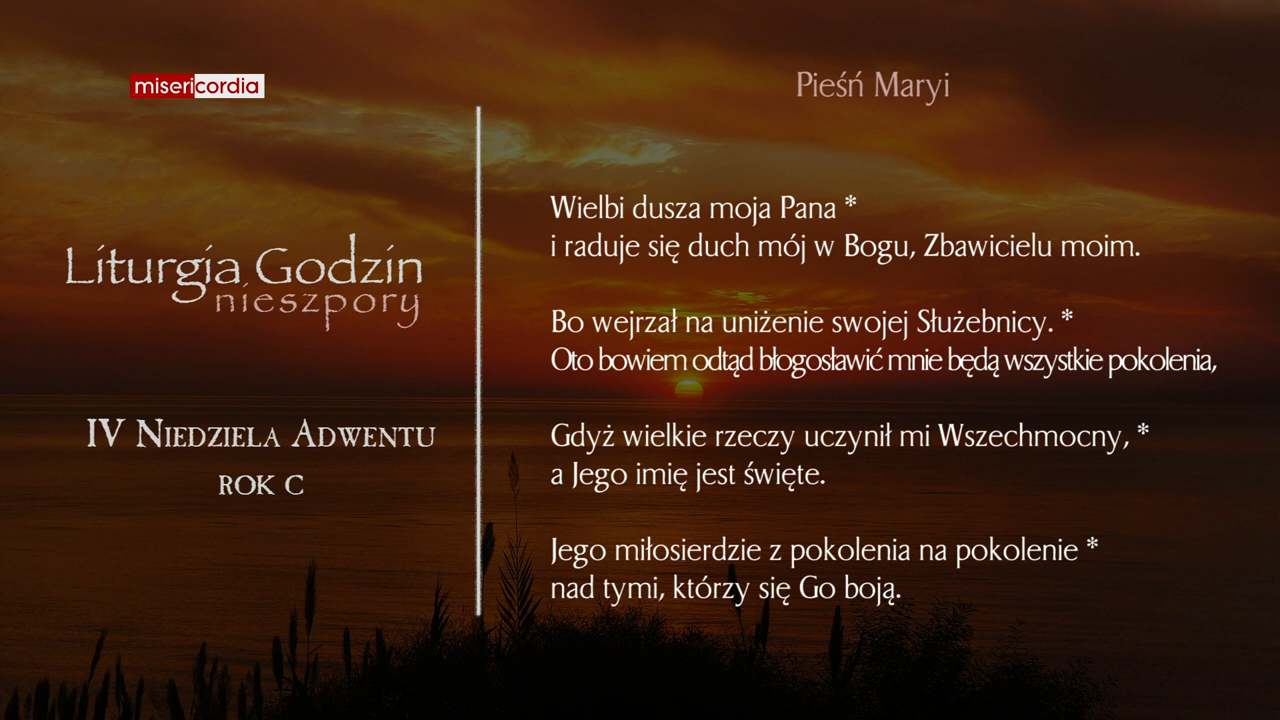 misericordia
Liturgia Godzin
nieszpory
IV Niedziela Adwentu
rok C
Pieśń Maryi
Wielbi dusza moja Pana *
i raduje się duch mój w Bogu, Zbawicielu moim.
Bo wejrzał na uniżenie swojej Służebnicy. *
Oto bowiem odtąd błogosławić mnie będą wszystkie pokolenia,
Gdyż wielkie rzeczy uczynił mi Wszechmocny, *
a Jego imię jest święte.
Jego miłosierdzie z pokolenia na pokolenie *
nad tymi, którzy się Go boją.